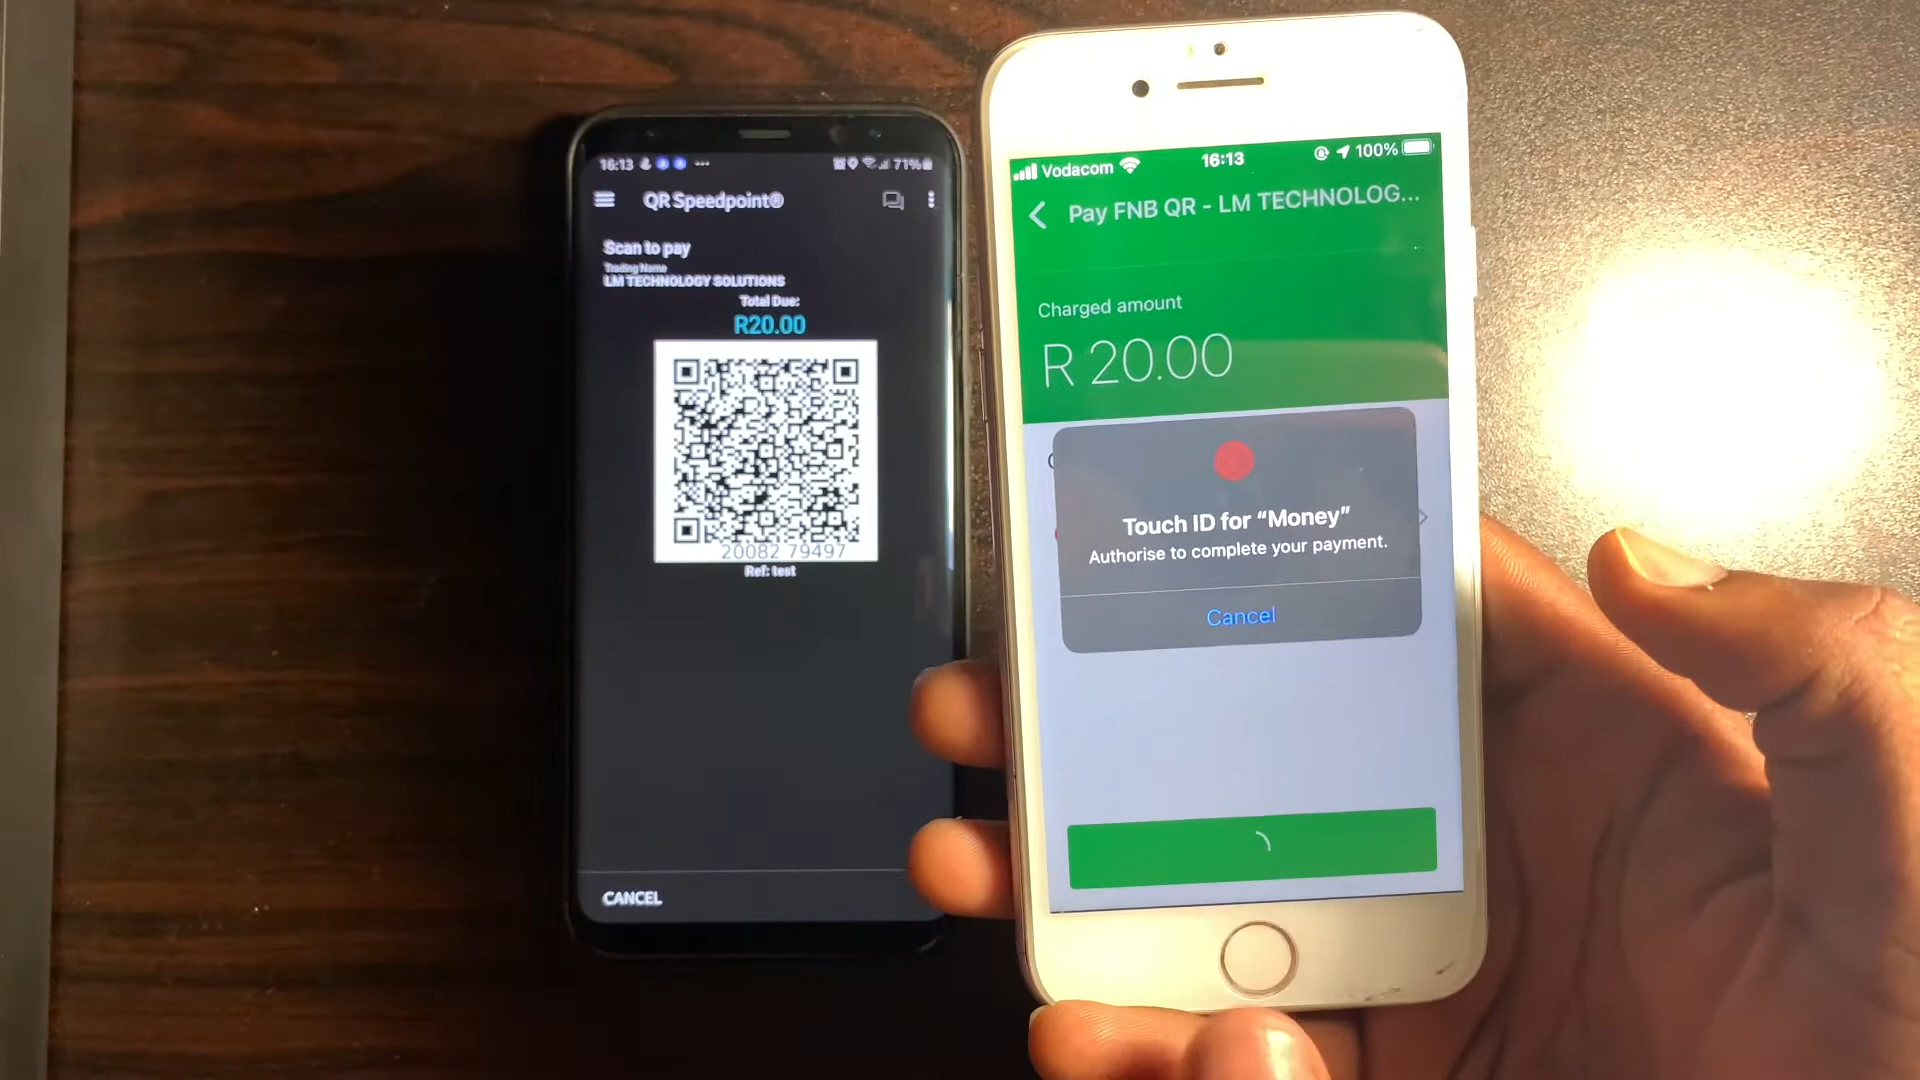 16:13
71%
QR Speedpoint®
Scan to pay
Trading Name
LM TECHNOLOGY SOLUTIONS
Total Due:
R20.00
20082 79497
Ref: test
CANCEL
Vodacom
16:13
100%
Pay FNB QR - LM TECHNOLOG...
Charged amount
R 20.00
Touch ID for “Money”
Authorise to complete your payment.
Cancel